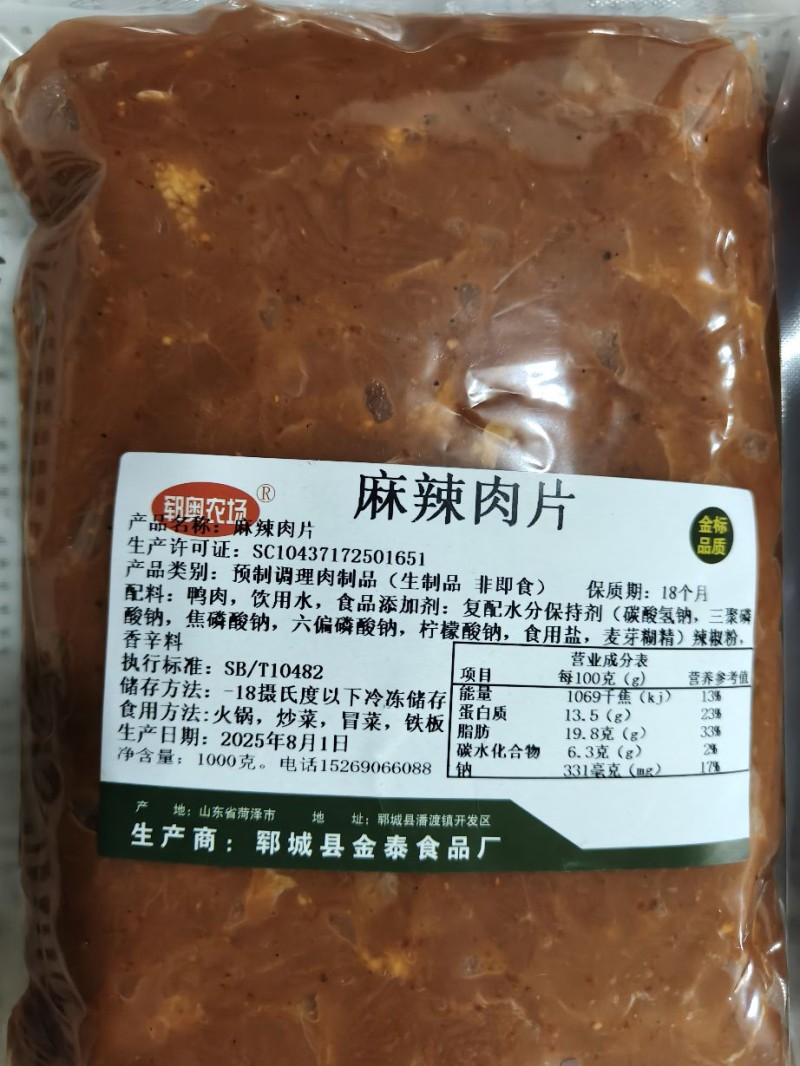 郓奥农场®
麻辣肉片
金标
品质
产品名称：麻辣肉片
生产许可证：SC10437172501651
产品类别：预制调理肉制品（生制品 非即食） 保质期：18个月
配料：鸭肉，饮用水，食品添加剂：复配水分保持剂（碳酸氢钠，三聚磷
酸钠，焦磷酸钠，六偏磷酸钠，柠檬酸钠，食用盐，麦芽糊精）辣椒粉，
香辛料
执行标准：SB/T10482
储存方法：-18摄氏度以下冷冻储存
食用方法:火锅，炒菜，冒菜，铁板
生产日期：2025年8月1日
净含量：1000克。电话15269066088
营业成分表
项目 每100克（g） 营养参考值
能量 1069千焦（kj） 13%
蛋白质 13.5（g） 23%
脂肪 19.8克（g） 33%
碳水化合物 6.3克（g） 2%
钠 331毫克（mg） 17%
产 地：山东省菏泽市 地 址：郓城县潘渡镇开发区
生产商：郓城县金泰食品厂